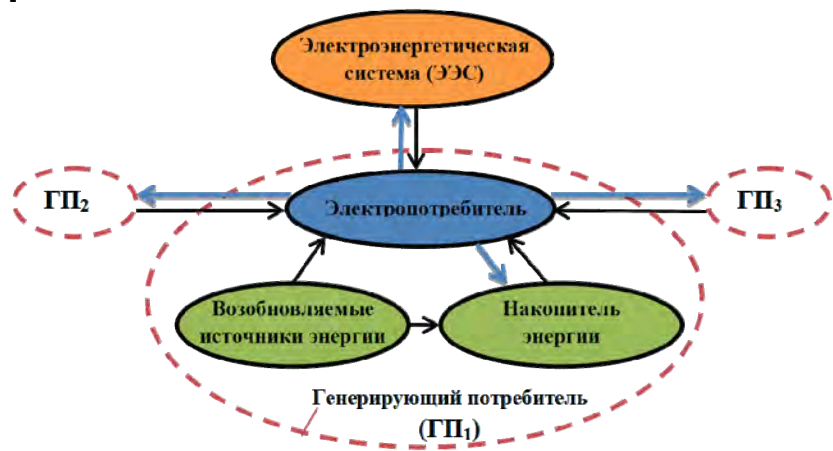 Электроэнергетическая
система (ЭЭС)
ГП₂
Электропотребитель
ГП₃
Возобновляемые
источники энергии
Накопитель
энергии
Генерирующий потребитель
(ГП₁)